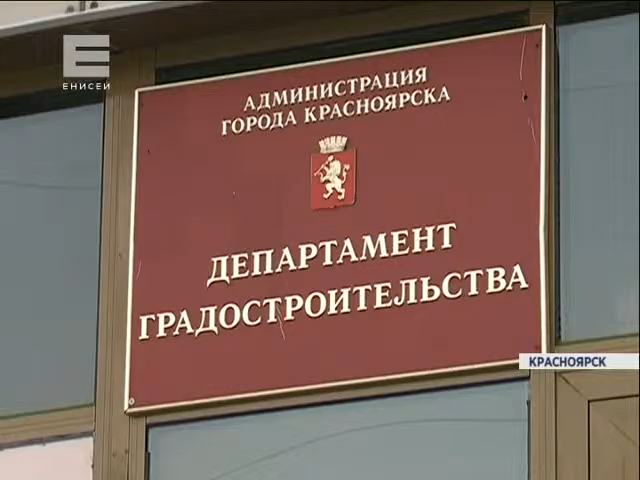 Е
ЕНИСЕЙ
АДМИНИСТРАЦИЯ
ГОРОДА КРАСНОЯРСКА
ДЕПАРТАМЕНТ
ГРАДОСТРОИТЕЛЬСТВА
КРАСНОЯРСК